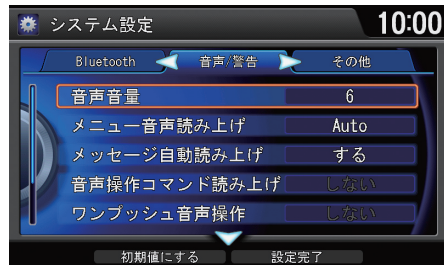 システム設定 10:00
Bluetooth 音声/警告 その他
音声音量 6
メニュー音声読み上げ Auto
メッセージ自動読み上げ する
音声操作コマンド読み上げ しない
ワンプッシュ音声操作 しない
初期値にする 設定完了